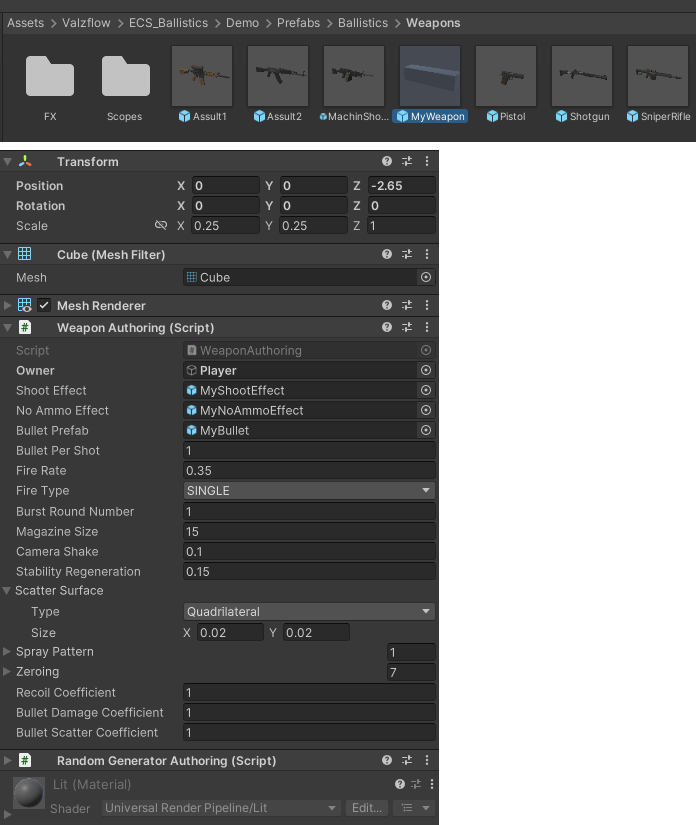 Assets > Valzflow > ECS_Ballistics > Demo > Prefabs > Ballistics > Weapons
FX Scopes Assult1 Assult2 MachinSho... MyWeapon Pistol Shotgun SniperRifle
Transform
Position X 0 Y 0 Z -2.65
Rotation X 0 Y 0 Z 0
Scale X 0.25 Y 0.25 Z 1
Cube (Mesh Filter)
Mesh Cube
Mesh Renderer
Weapon Authoring (Script)
Script WeaponAuthoring
Owner Player
Shoot Effect MyShootEffect
No Ammo Effect MyNoAmmoEffect
Bullet Prefab MyBullet
Bullet Per Shot 1
Fire Rate 0.35
Fire Type SINGLE
Burst Round Number 1
Magazine Size 15
Camera Shake 0.1
Stability Regeneration 0.15
Scatter Surface
Type Quadrilateral
Size X 0.02 Y 0.02
Spray Pattern 1
Zeroing 7
Recoil Coefficient 1
Bullet Damage Coefficient 1
Bullet Scatter Coefficient 1
Random Generator Authoring (Script)
Lit (Material)
Shader Universal Render Pipeline/Lit Edit...